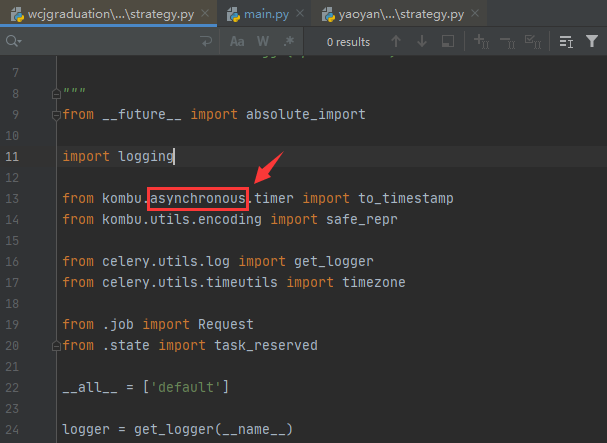 wcjgraduation\...\strategy.py
main.py
yaoyan\...\strategy.py
Aa W .* 0 results
7
8 """
9 from __future__ import absolute_import
10
11 import logging
12
13 from kombu.asynchronous.timer import to_timestamp
14 from kombu.utils.encoding import safe_repr
15
16 from celery.utils.log import get_logger
17 from celery.utils.timeutils import timezone
18
19 from .job import Request
20 from .state import task_reserved
21
22 __all__ = ['default']
23
24 logger = get_logger(__name__)